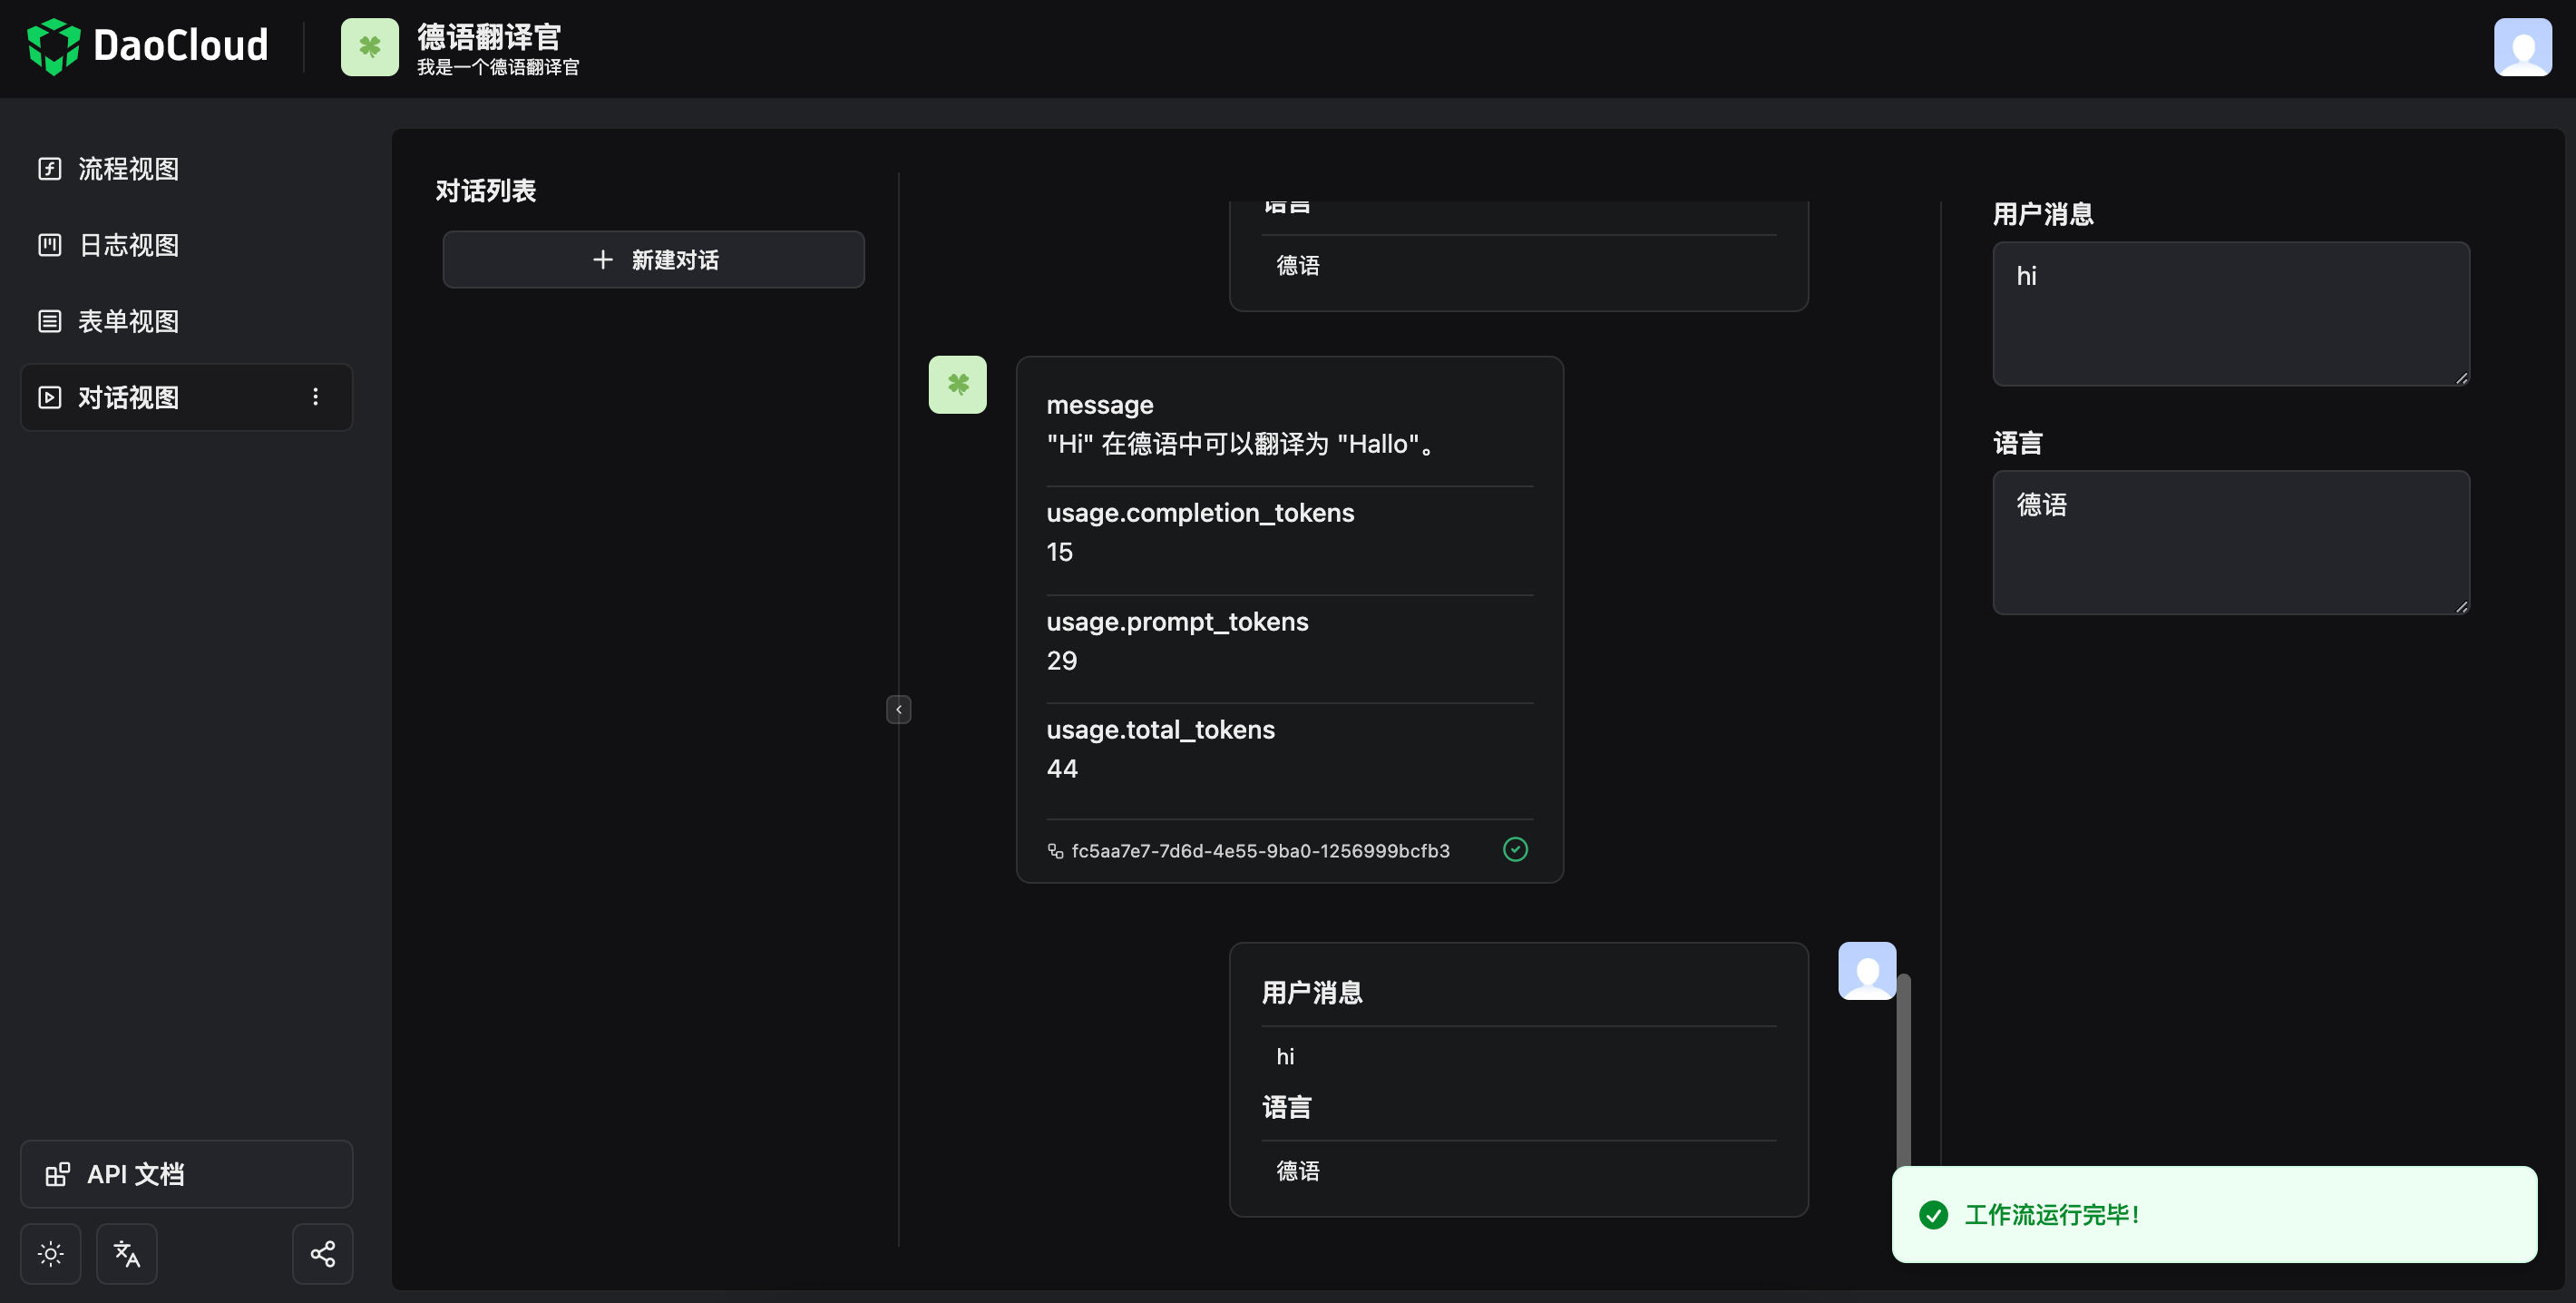 DaoCloud
德语翻译官
我是一个德语翻译官
流程视图
日志视图
表单视图
对话视图
API 文档
对话列表
新建对话
语言
德语
message
"Hi" 在德语中可以翻译为 "Hallo"。
usage.completion_tokens
15
usage.prompt_tokens
29
usage.total_tokens
44
fc5aa7e7-7d6d-4e55-9ba0-1256999bcfb3
用户消息
hi
语言
德语
用户消息
hi
语言
德语
工作流运行完毕！